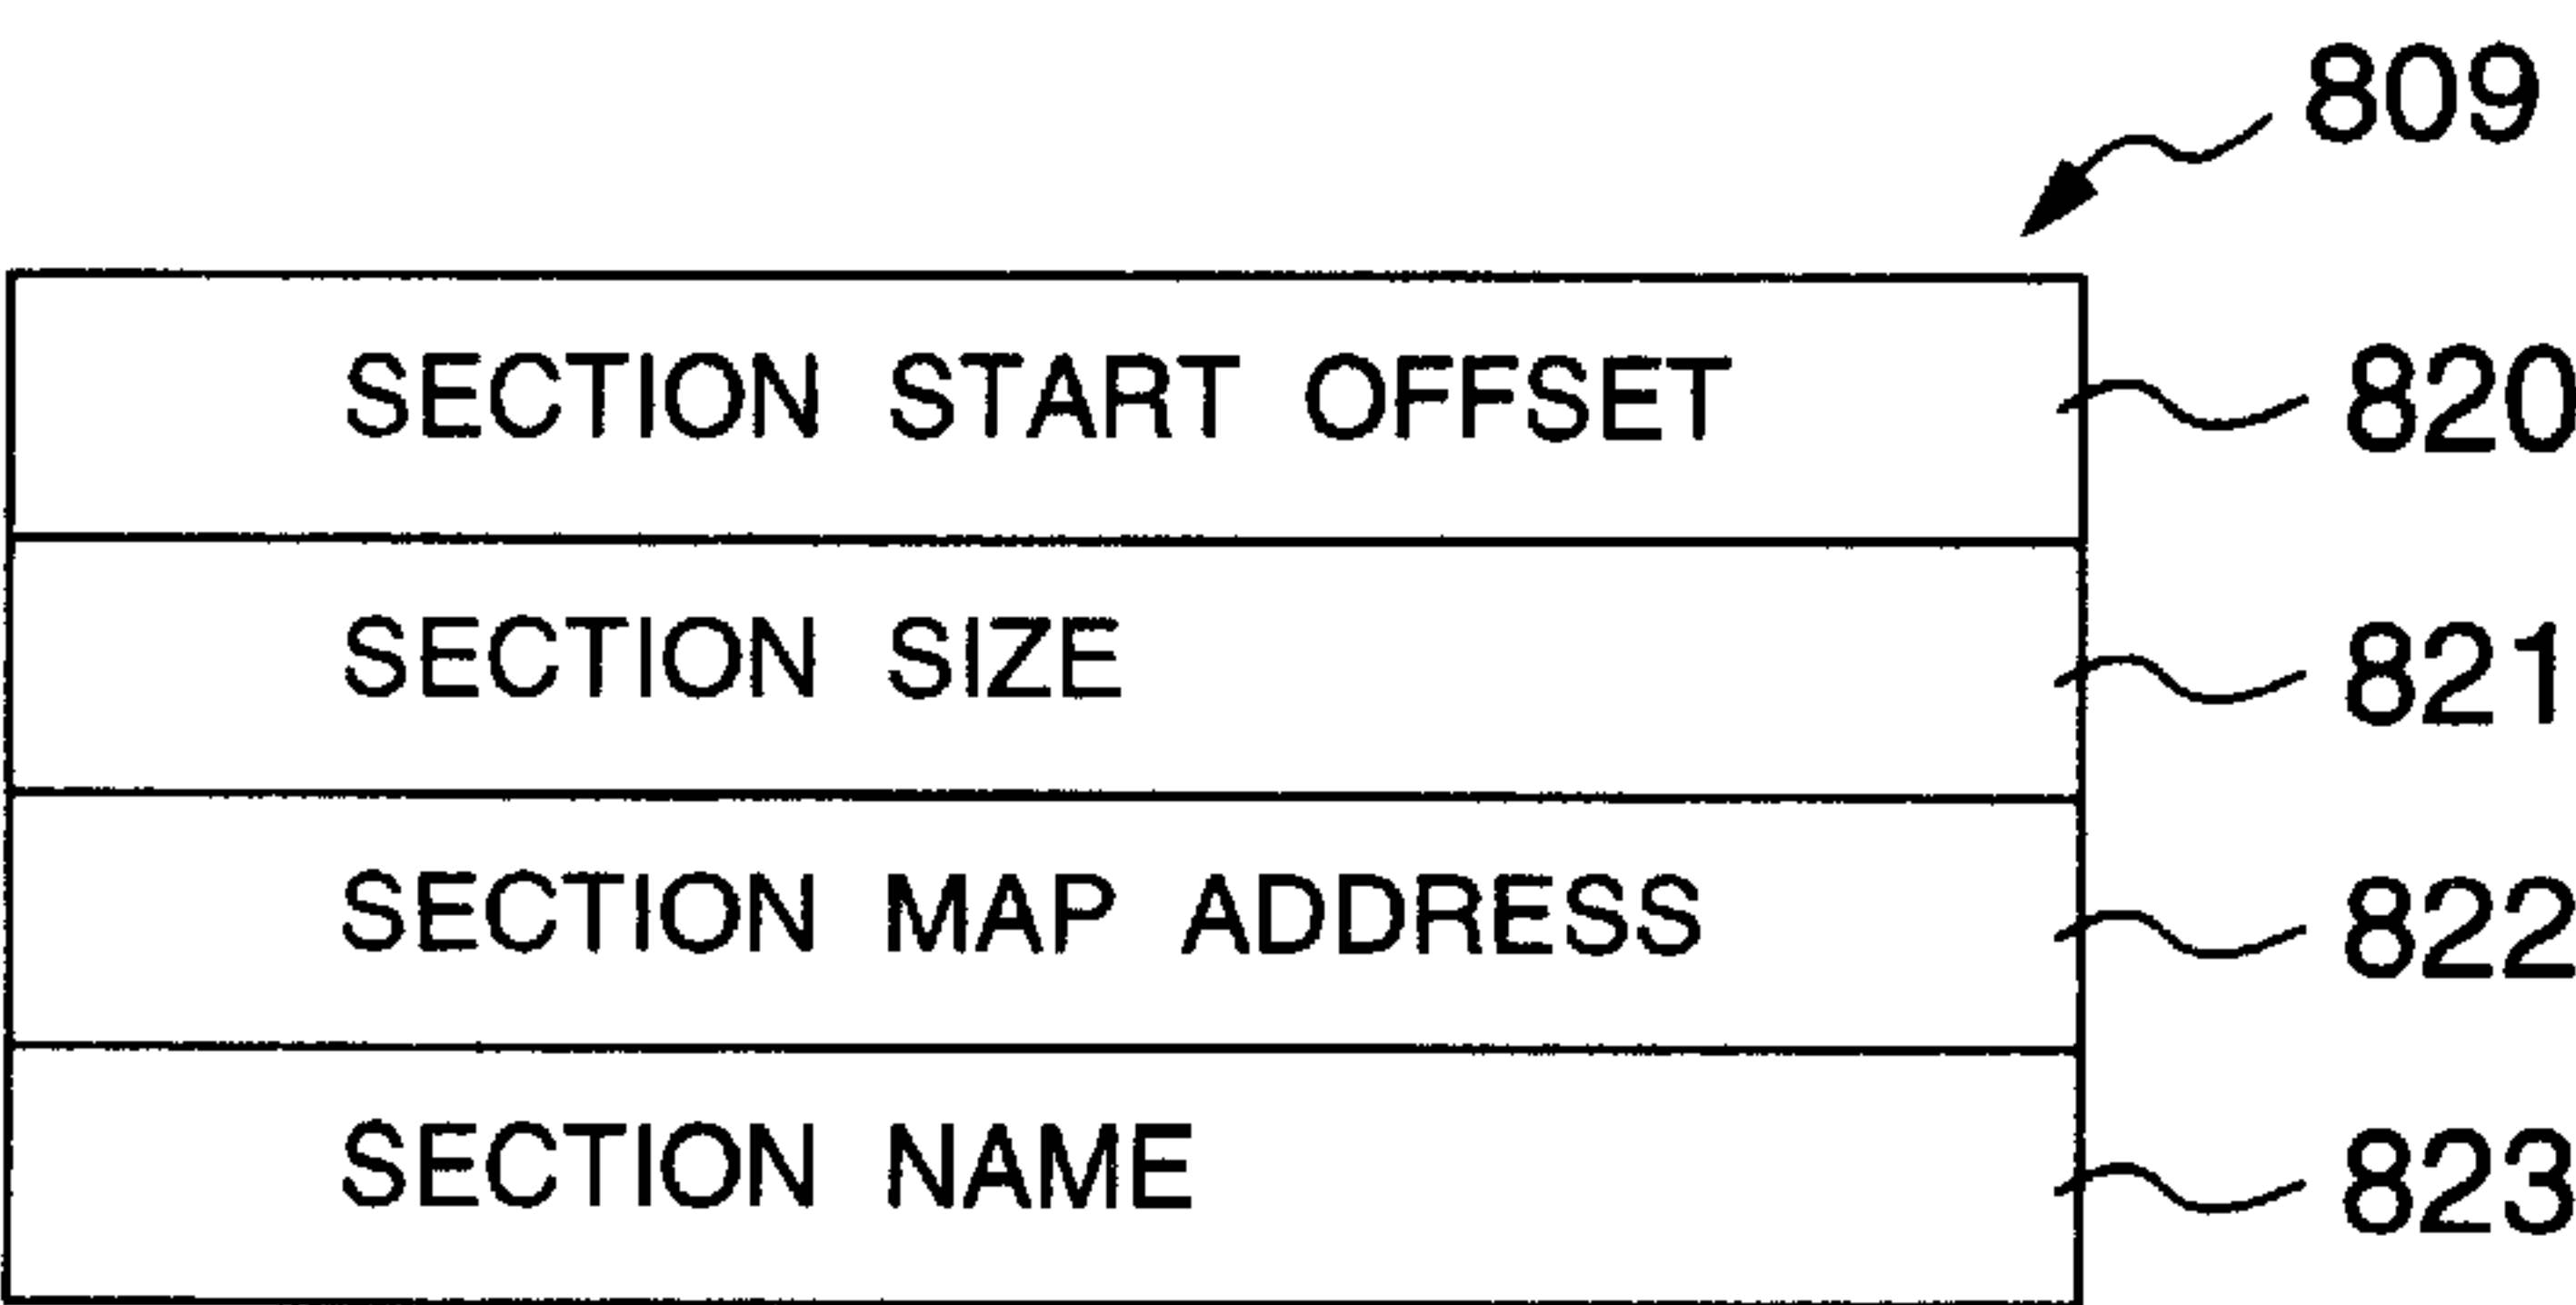 809
SECTION START OFFSET 820
SECTION SIZE 821
SECTION MAP ADDRESS 822
SECTION NAME 823